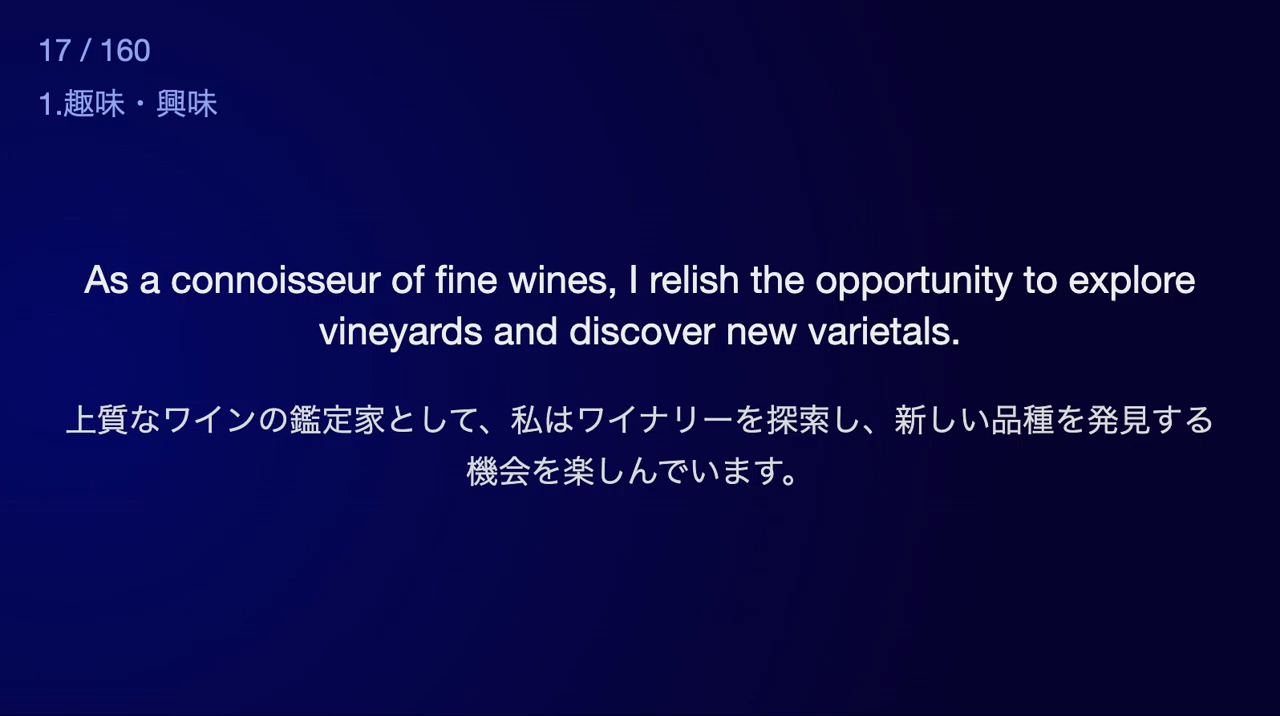 17 / 160
1.趣味・興味
As a connoisseur of fine wines, I relish the opportunity to explore
vineyards and discover new varietals.
上質なワインの鑑定家として、私はワイナリーを探索し、新しい品種を発見する
機会を楽しんでいます。